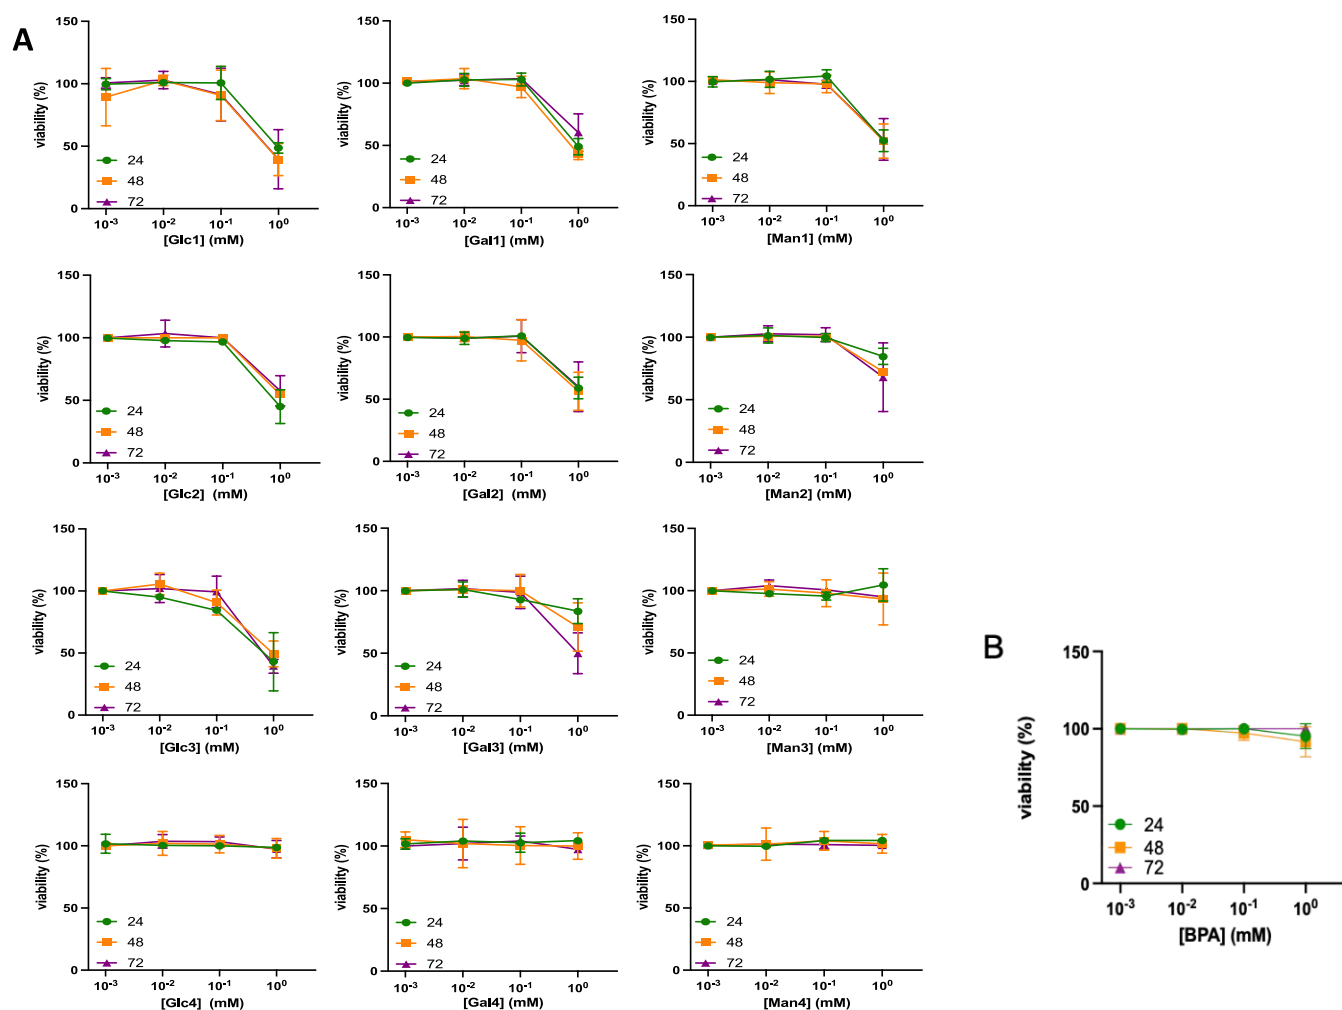 A
150
100
50
0
viability (%)
24
48
72
10-3 10-2 10-1 100
[Glc1] (mM)
150
100
50
0
viability (%)
24
48
72
10-3 10-2 10-1 100
[Gal1] (mM)
150
100
50
0
viability (%)
24
48
72
10-3 10-2 10-1 100
[Man1] (mM)
150
100
50
0
viability (%)
24
48
72
10-3 10-2 10-1 100
[Glc2] (mM)
150
100
50
0
viability (%)
24
48
72
10-3 10-2 10-1 100
[Gal2] (mM)
150
100
50
0
viability (%)
24
48
72
10-3 10-2 10-1 100
[Man2] (mM)
150
100
50
0
viability (%)
24
48
72
10-3 10-2 10-1 100
[Glc3] (mM)
150
100
50
0
viability (%)
24
48
72
10-3 10-2 10-1 100
[Gal3] (mM)
150
100
50
0
viability (%)
24
48
72
10-3 10-2 10-1 100
[Man3] (mM)
150
100
50
0
viability (%)
24
48
72
10-3 10-2 10-1 100
[Glc4] (mM)
150
100
50
0
viability (%)
24
48
72
10-3 10-2 10-1 100
[Gal4] (mM)
150
100
50
0
viability (%)
24
48
72
10-3 10-2 10-1 100
[Man4] (mM)
B
150
100
50
0
viability (%)
24
48
72
10-3 10-2 10-1 100
[BPA] (mM)